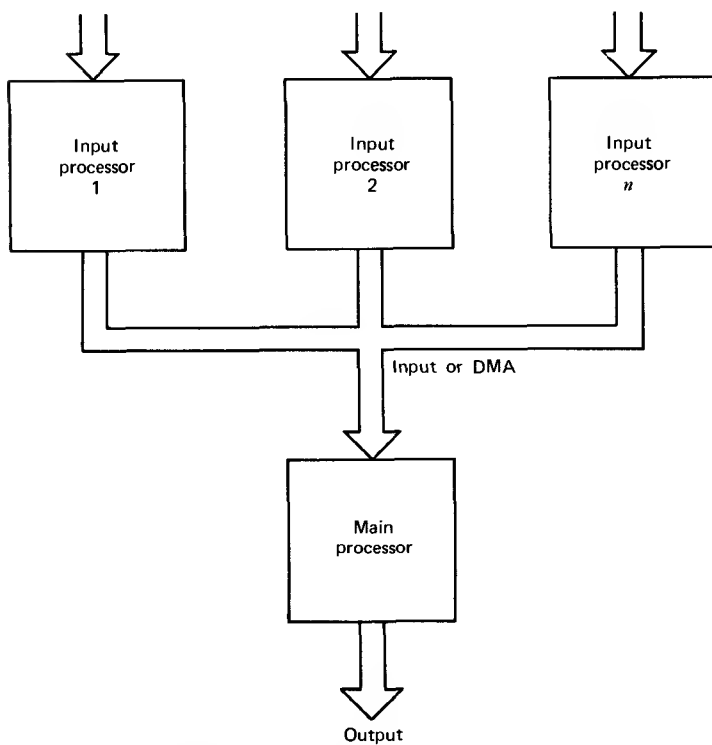 Input
processor
1
Input
processor
2
Input
processor
n
Input or DMA
Main
processor
Output